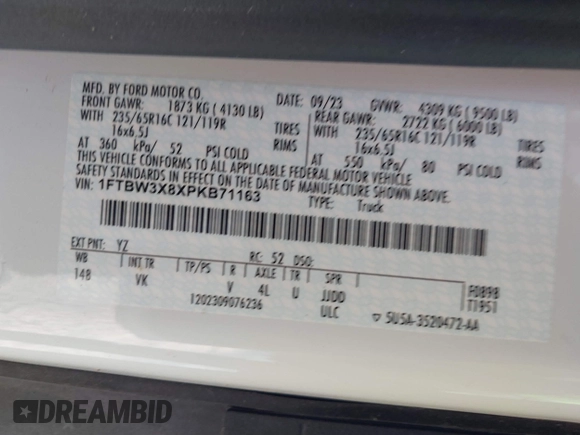 MFD. BY FORD MOTOR CO.
09/23
GVWR: 4309 KG ( 9500 LB)
FRONT GAWR: 1873 KG ( 4130 LB)
REAR GAWR: 2722 KG ( 6000 LB)
WITH 235/65R16C 121/119R TIRES
WITH 235/65R16C 121/119R TIRES
16x6.5J RIMS
16x6.5J RIMS
AT 360 kPa/ 52 PSI COLD
AT 550 kPa/ 80 PSI COLD
THIS VEHICLE CONFORMS TO ALL APPLICABLE FEDERAL MOTOR VEHICLE
SAFETY STANDARDS IN EFFECT ON THE DATE OF MANUFACTURE SHOWN ABOVE.
VIN: 1FTBW3X8XPKB71163
TYPE: Truck
EXT PNT: YZ RC: 52 DSO:
WB INT TR TP/PS R AXLE TR SPR
148 VK V 4L U JJDD
1202309076236 ULC
F0898
T1951
▽ 5U5A-3520472-AA
DREAMBID